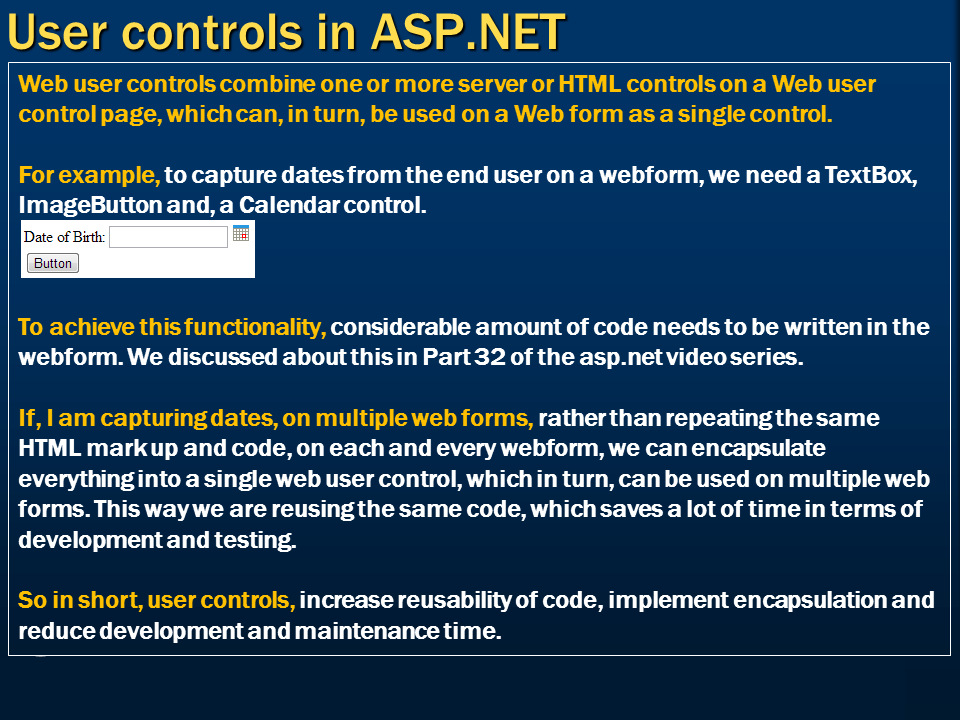 User controls in ASP.NET
Web user controls combine one or more server or HTML controls on a Web user
control page, which can, in turn, be used on a Web form as a single control.
For example, to capture dates from the end user on a webform, we need a TextBox,
ImageButton and, a Calendar control.
Date of Birth:
Button
To achieve this functionality, considerable amount of code needs to be written in the
webform. We discussed about this in Part 32 of the asp.net video series.
If, I am capturing dates, on multiple web forms, rather than repeating the same
HTML mark up and code, on each and every webform, we can encapsulate
everything into a single web user control, which in turn, can be used on multiple web
forms. This way we are reusing the same code, which saves a lot of time in terms of
development and testing.
So in short, user controls, increase reusability of code, implement encapsulation and
reduce development and maintenance time.